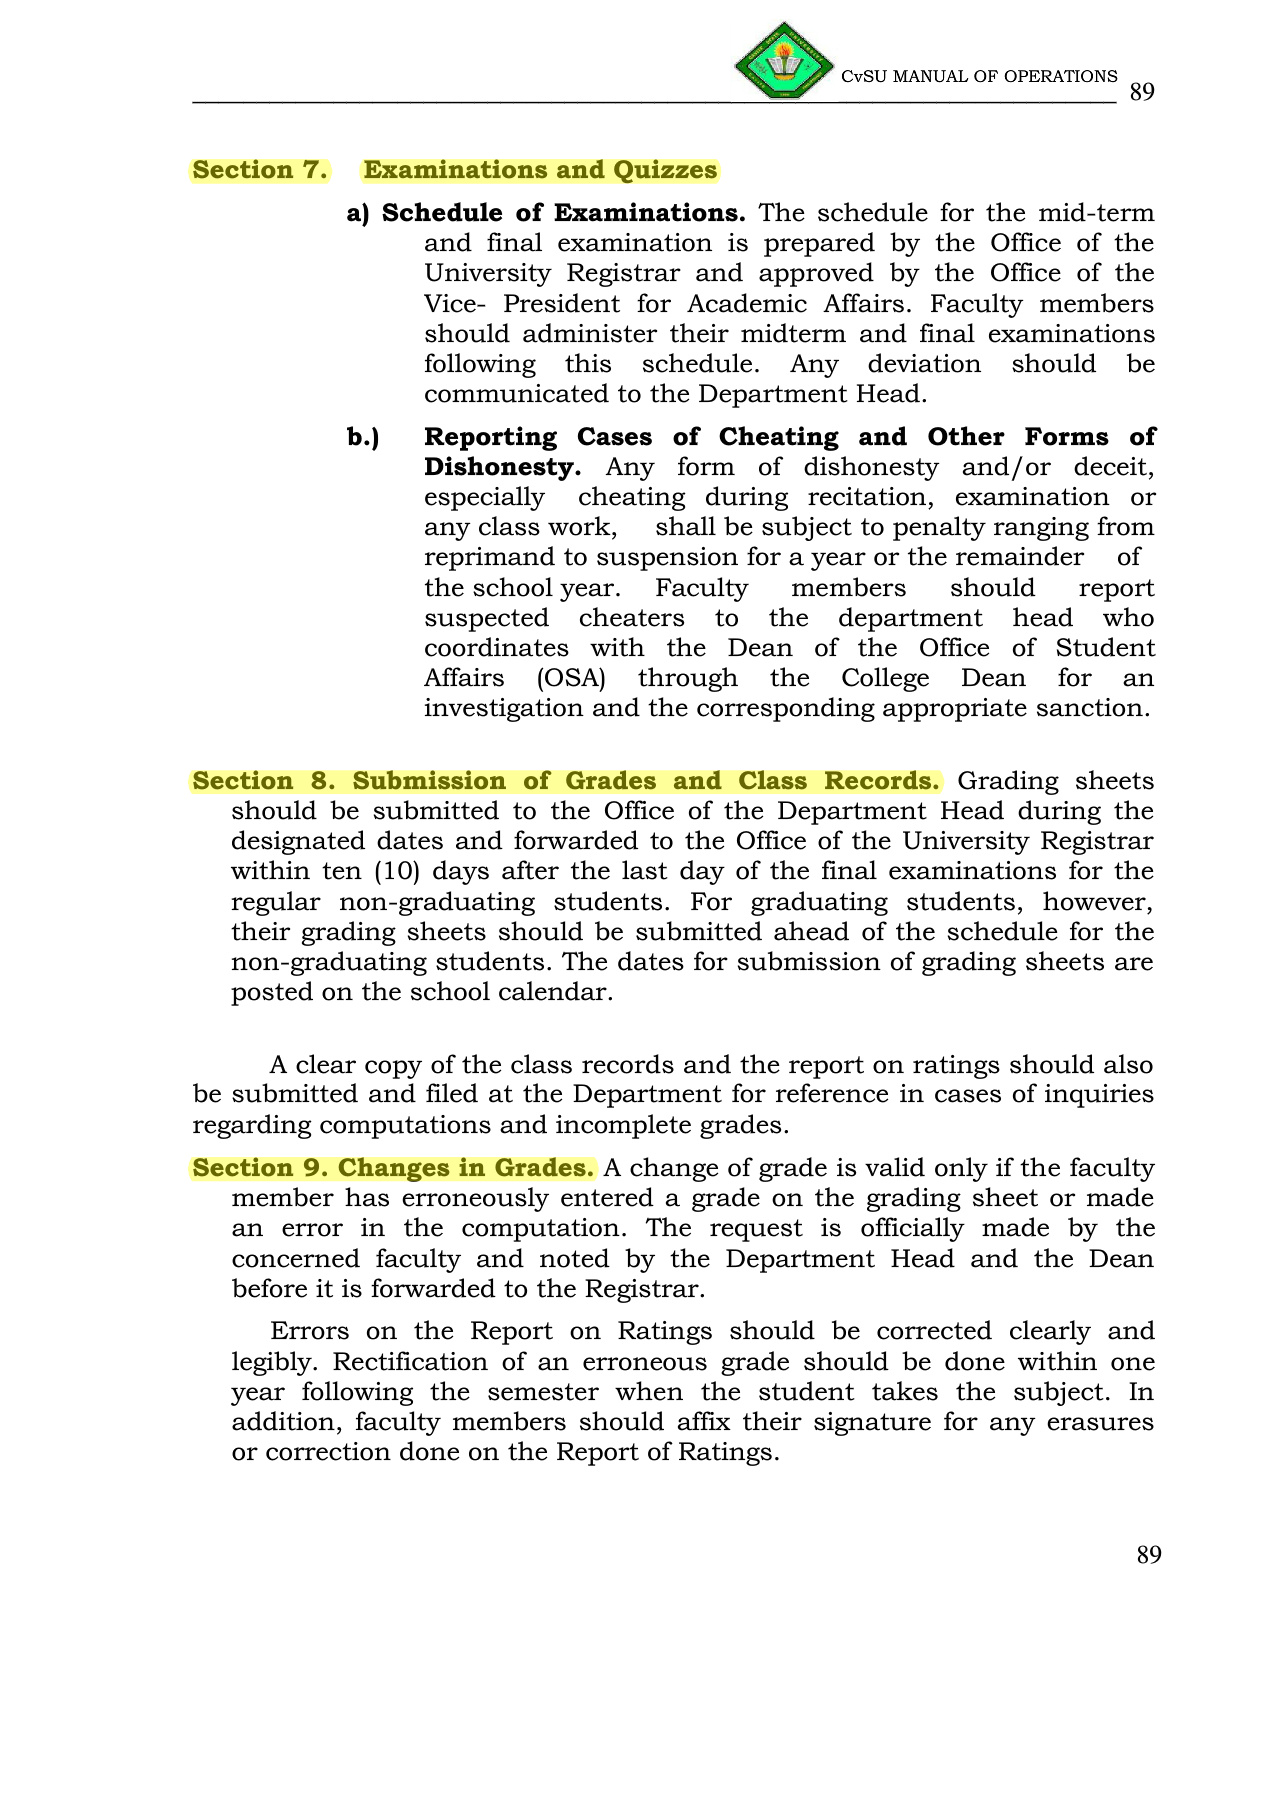 CvSU MANUAL OF OPERATIONS
89
Section 7. Examinations and Quizzes
a) Schedule of Examinations. The schedule for the mid-term
and final examination is prepared by the Office of the
University Registrar and approved by the Office of the
Vice- President for Academic Affairs. Faculty members
should administer their midterm and final examinations
following this schedule. Any deviation should be
communicated to the Department Head.
b.) Reporting Cases of Cheating and Other Forms of
Dishonesty. Any form of dishonesty and/or deceit,
especially cheating during recitation, examination or
any class work, shall be subject to penalty ranging from
reprimand to suspension for a year or the remainder of
the school year. Faculty members should report
suspected cheaters to the department head who
coordinates with the Dean of the Office of Student
Affairs (OSA) through the College Dean for an
investigation and the corresponding appropriate sanction.
Section 8. Submission of Grades and Class Records. Grading sheets
should be submitted to the Office of the Department Head during the
designated dates and forwarded to the Office of the University Registrar
within ten (10) days after the last day of the final examinations for the
regular non-graduating students. For graduating students, however,
their grading sheets should be submitted ahead of the schedule for the
non-graduating students. The dates for submission of grading sheets are
posted on the school calendar.
A clear copy of the class records and the report on ratings should also
be submitted and filed at the Department for reference in cases of inquiries
regarding computations and incomplete grades.
Section 9. Changes in Grades. A change of grade is valid only if the faculty
member has erroneously entered a grade on the grading sheet or made
an error in the computation. The request is officially made by the
concerned faculty and noted by the Department Head and the Dean
before it is forwarded to the Registrar.
Errors on the Report on Ratings should be corrected clearly and
legibly. Rectification of an erroneous grade should be done within one
year following the semester when the student takes the subject. In
addition, faculty members should affix their signature for any erasures
or correction done on the Report of Ratings.
89